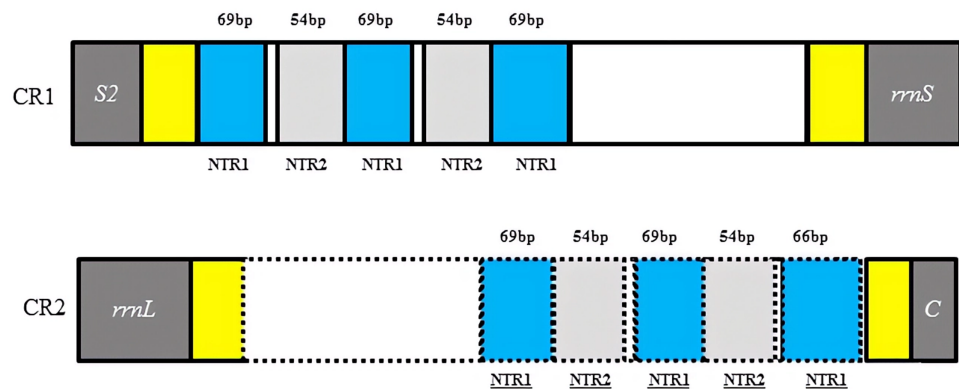 69bp 54bp 69bp 54bp 69bp
CR1 S2 rrnS
NTR1 NTR2 NTR1 NTR2 NTR1
69bp 54bp 69bp 54bp 66bp
CR2 rrnL C
NTR1 NTR2 NTR1 NTR2 NTR1